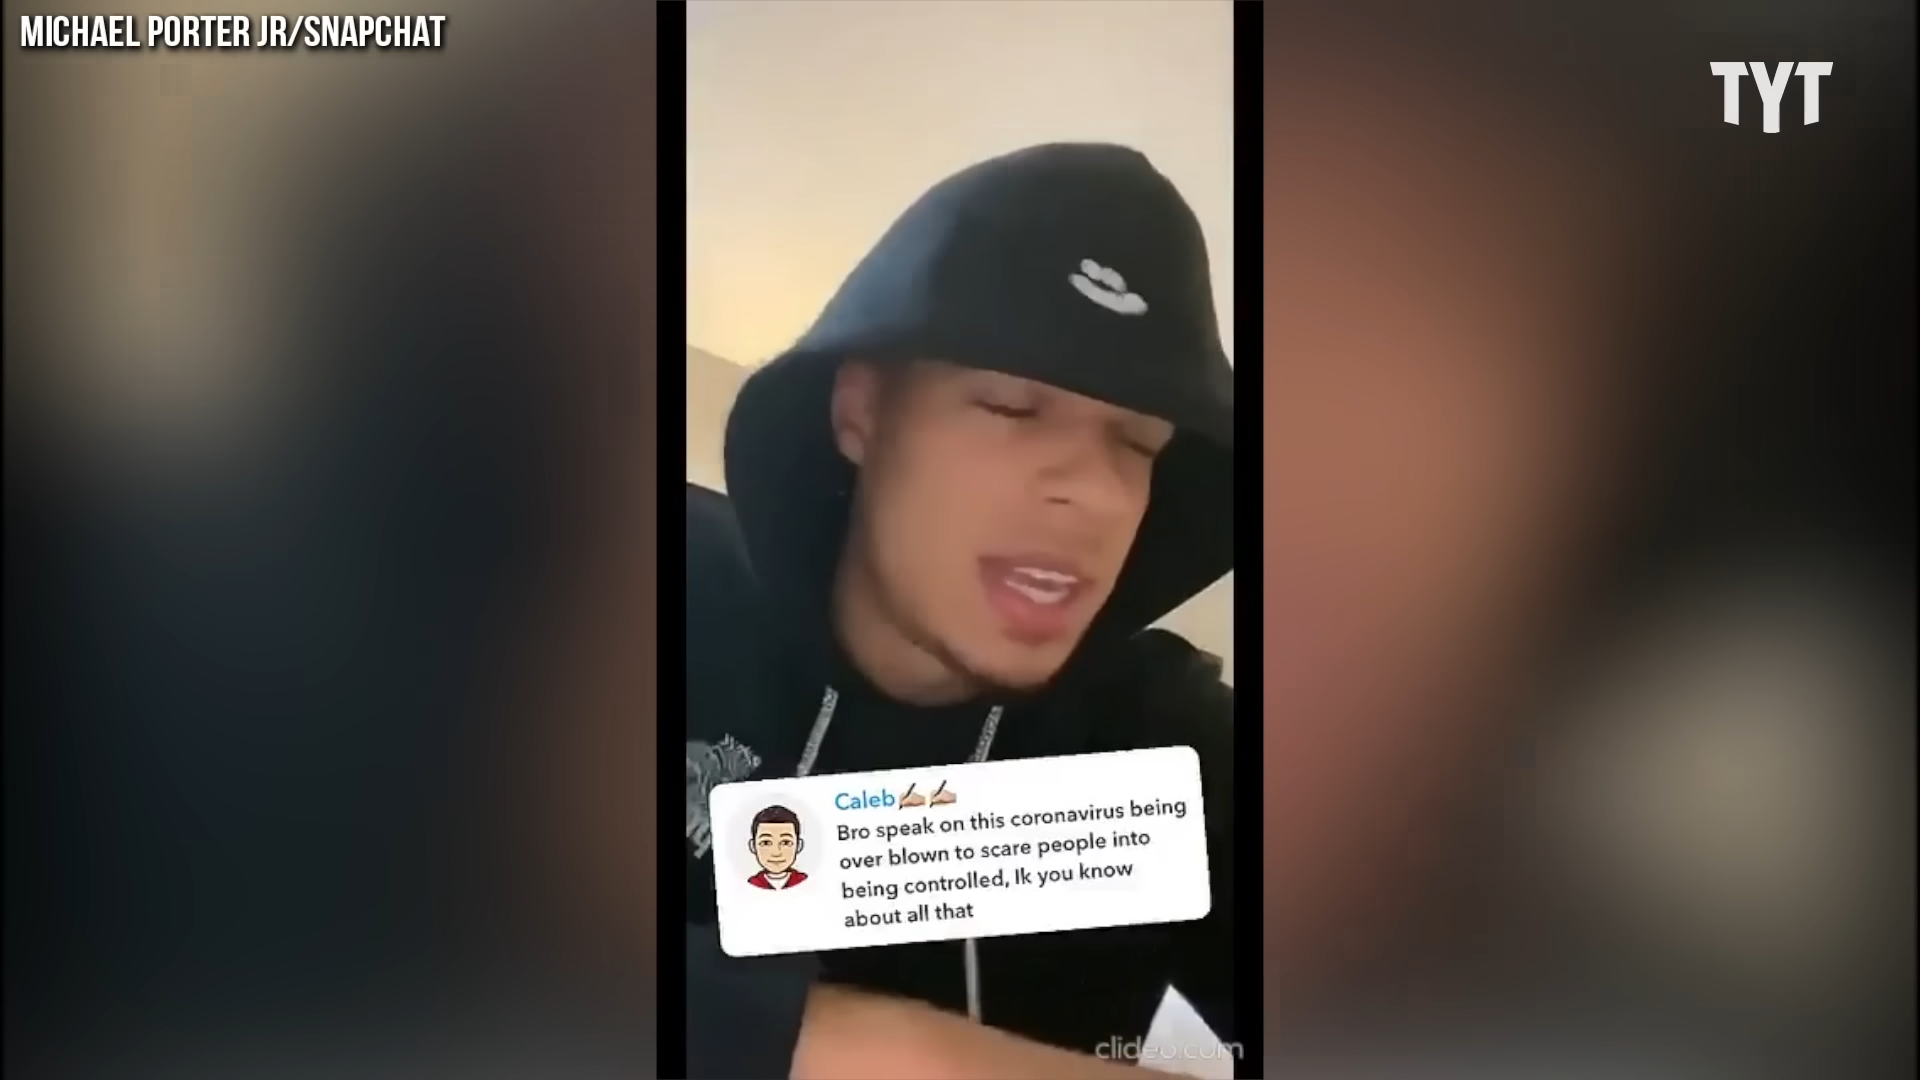 MICHAEL PORTER JR/SNAPCHAT
TYT
Caleb✍🏼✍🏼
Bro speak on this coronavirus being
over blown to scare people into
being controlled, Ik you know
about all that
clideo.com